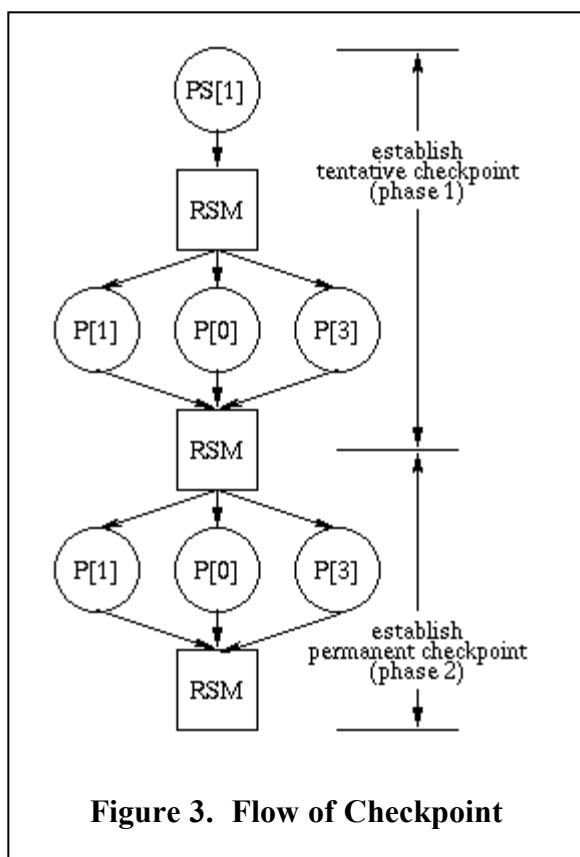 PS[1]
establish
tentative checkpoint
(phase 1)
RSM
P[1] P[0] P[3]
RSM
P[1] P[0] P[3]
establish
permanent checkpoint
(phase 2)
RSM
Figure 3. Flow of Checkpoint